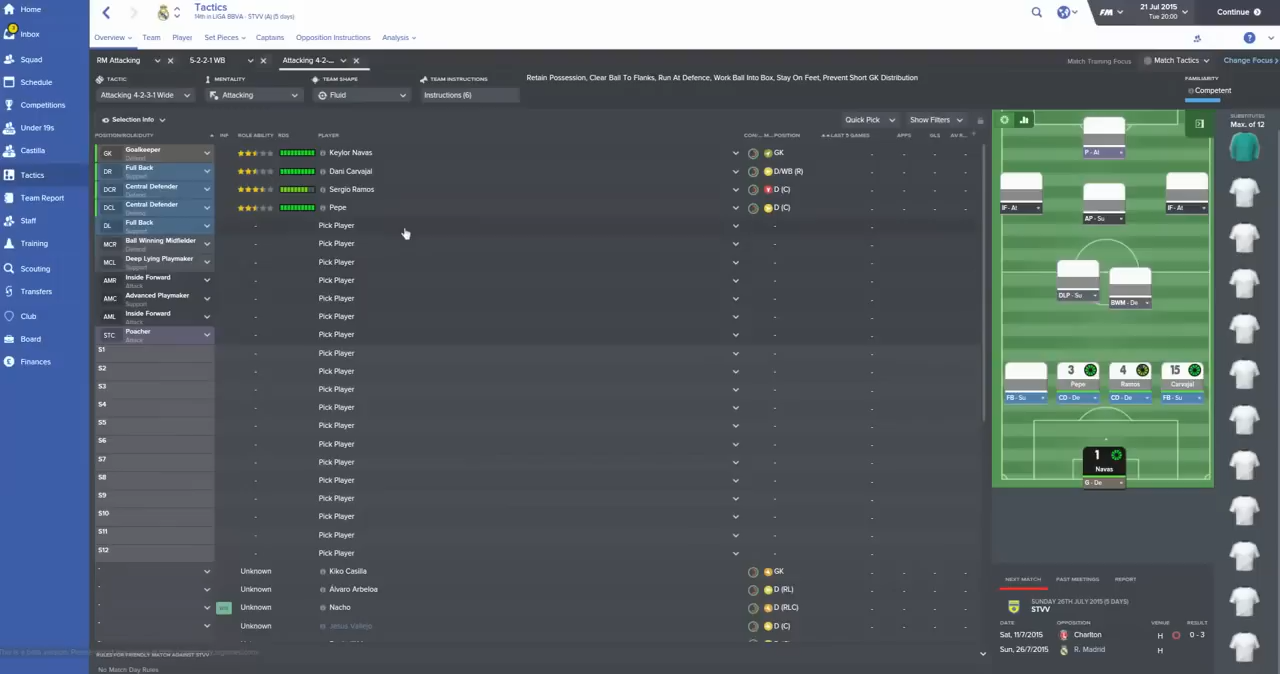 Home
Inbox
Squad
Schedule
Competitions
Under 19s
Castilla
Tactics
Team Report
Staff
Training
Scouting
Transfers
Club
Board
Finances
Tactics
14th in LIGA BBVA - STVV (A) (5 days)
FM
21 Jul 2015
Tue 20:00
Continue
Overview
Team
Player
Set Pieces
Captains
Opposition Instructions
Analysis
RM Attacking
5-2-2-1 WB
Attacking 4-2-...
Match Training Focus
Match Tactics
Change Focus >
TACTIC
Attacking 4-2-3-1 Wide
MENTALITY
Attacking
TEAM SHAPE
Fluid
TEAM INSTRUCTIONS
Instructions (6)
Retain Possession, Clear Ball To Flanks, Run At Defence, Work Ball Into Box, Stay On Feet, Prevent Short GK Distribution
FAMILIARITY
Competent
Selection Info
Quick Pick
Show Filters
POSITION/ROLE/DUTY INF ROLE ABILITY RDS PLAYER CON... M... POSITION LAST 5 GAMES APPS GLS AV R...
GK Goalkeeper Defend Keylor Navas GK - - - -
DR Full Back Support Dani Carvajal D/WB (R) - - - -
DCR Central Defender Defend Sergio Ramos D (C) - - - -
DCL Central Defender Defend Pepe D (C) - - - -
DL Full Back Support - Pick Player -
MCR Ball Winning Midfielder Defend - Pick Player -
MCL Deep Lying Playmaker Support - Pick Player -
AMR Inside Forward Attack - Pick Player -
AMC Advanced Playmaker Support - Pick Player -
AML Inside Forward Attack - Pick Player -
STC Poacher Attack - Pick Player -
S1 - Pick Player -
S2 - Pick Player -
S3 - Pick Player -
S4 - Pick Player -
S5 - Pick Player -
S6 - Pick Player -
S7 - Pick Player -
S8 - Pick Player -
S9 - Pick Player -
S10 - Pick Player -
S11 - Pick Player -
S12 - Pick Player -
- Unknown Kiko Casilla GK - - - -
- Unknown Álvaro Arbeloa D (RL) - - - -
- Unknown Nacho D (RLC) - - - -
- Unknown Jesús Vallejo D (C) - - - -
RULES FOR FRIENDLY MATCH AGAINST STVV
No Match Day Rules
P - At
IF - At
AP - Su
IF - At
DLP - Su
BWM - De
3 4 15
Pepe Ramos Carvajal
FB - Su CD - De CD - De FB - Su
1
Navas
G - De
SUBSTITUTES
Max. of 12
NEXT MATCH PAST MEETINGS REPORT
SUNDAY 26TH JULY 2015 (5 DAYS)
STVV
DATE OPPOSITION VENUE RESULT
Sat, 11/7/2015 Charlton H 0 - 3
Sun, 26/7/2015 R. Madrid H